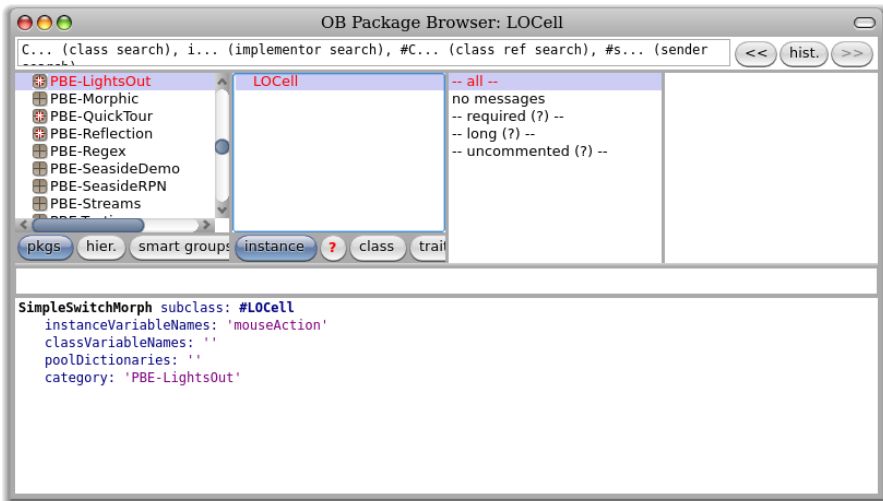 OB Package Browser: LOCell
C... (class search), i... (implementor search), #C... (class ref search), #s... (sender
search)
<< hist. >>
PBE-LightsOut
PBE-Morphic
PBE-QuickTour
PBE-Reflection
PBE-Regex
PBE-SeasideDemo
PBE-SeasideRPN
PBE-Streams
LOCell
-- all --
no messages
-- required (?) --
-- long (?) --
-- uncommented (?) --
pkgs hier. smart groups instance ? class trait
SimpleSwitchMorph subclass: #LOCell
instanceVariableNames: 'mouseAction'
classVariableNames: ''
poolDictionaries: ''
category: 'PBE-LightsOut'